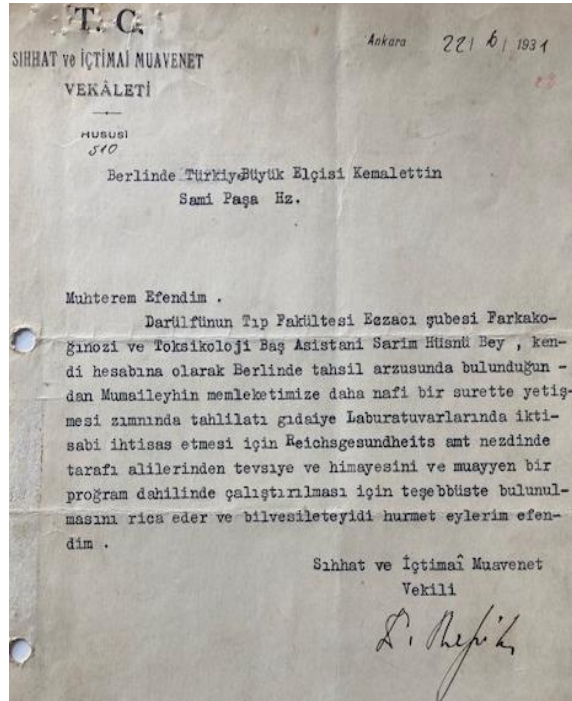 T. C.
SIHHAT ve İÇTİMAİ MUAVENET
VEKÂLETİ
HUSUSİ
510
Ankara 22/ 6/ 1931
Berlinde Türkiye Büyük Elçisi Kemalettin
Sami Paşa Hz.
Muhterem Efendim .
Darülfünun Tıp Fakültesi Eczacı şubesi Farkako-
ğinozi ve Toksikoloji Baş Asistani Sarim Hüsnü Bey , ken-
di hesabına olarak Berlinde tahsil arzusunda bulunduğun -
dan Mumaileyhin memleketimize daha nafi bir surette yetiş-
mesi zımnında tahlilatı gıdaiye Laburatuvarlarında ikti-
sabi ihtisas etmesi için Reichsgesundheits amt nezdinde
tarafı alilerinden tevsiye ve himayesini ve muayyen bir
proğram dahilinde çalıştırılması için teşebbüste bulunul-
masını rica eder ve bilvesileteyidi hurmet eylerim efen-
dim .
Sıhhat ve İçtimaî Muavenet
Vekili